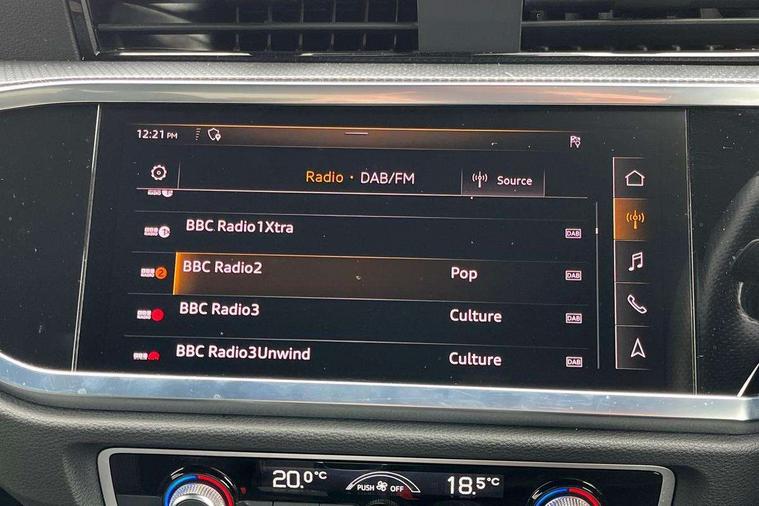 12:21 PM
Radio · DAB/FM
Source
BBC Radio1Xtra DAB
2 BBC Radio2 Pop DAB
BBC Radio3 Culture DAB
BBC Radio3Unwind Culture DAB
20.0°C PUSH OFF 18.5°C